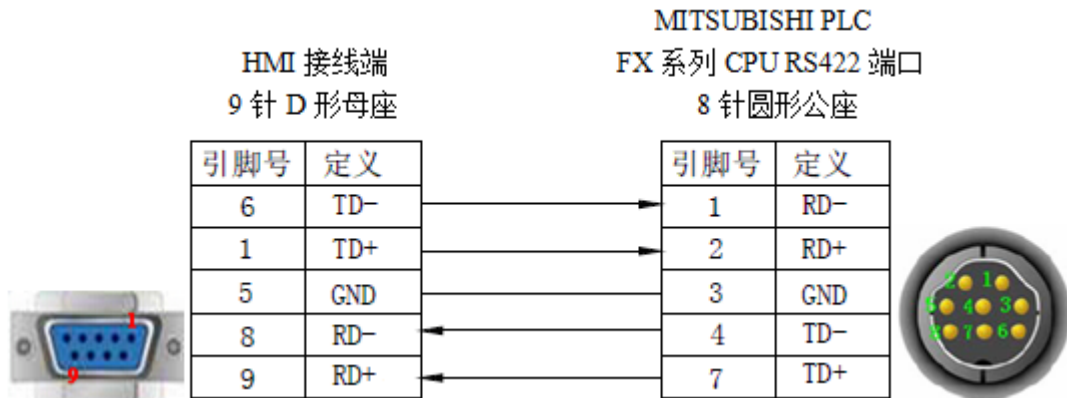 MITSUBISHI PLC
HMI 接线端
FX 系列 CPU RS422 端口
9 针 D 形母座
8 针圆形公座
引脚号 定义
引脚号 定义
6 TD-
1 RD-
1 TD+
2 RD+
5 GND
3 GND
8 RD-
4 TD-
9 RD+
7 TD+
1
9
2 1
5 4 3
8 7 6